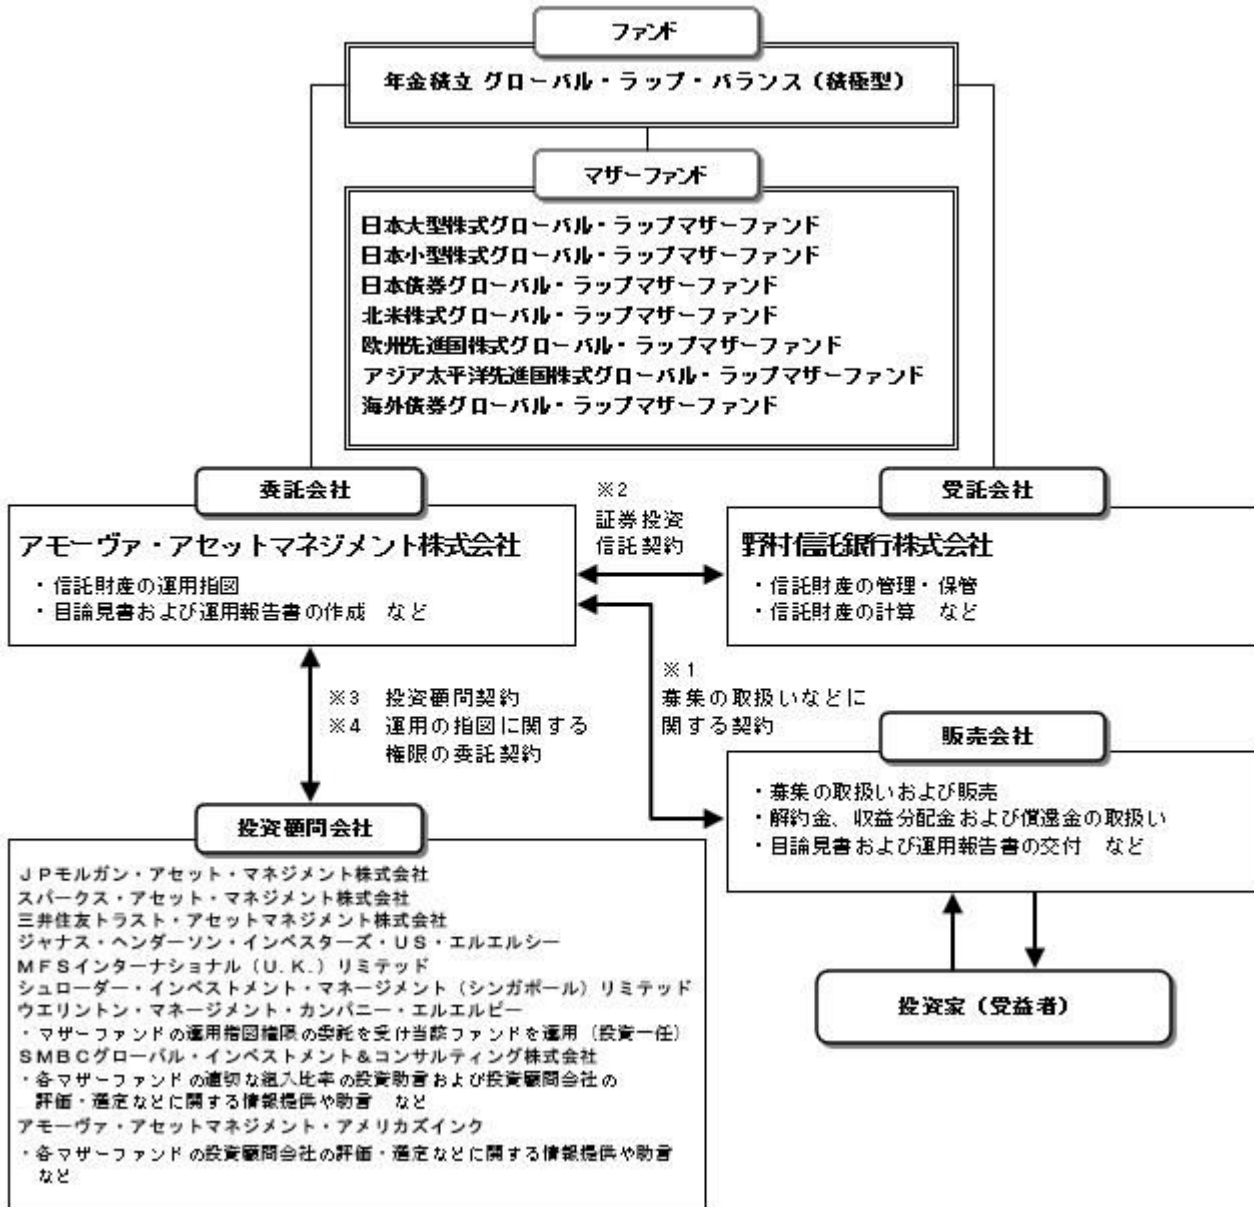 ファンド
年金積立 グローバル・ラップ・バランス（積極型）
マザーファンド
日本大型株式グローバル・ラップマザーファンド
日本小型株式グローバル・ラップマザーファンド
日本債券グローバル・ラップマザーファンド
北米株式グローバル・ラップマザーファンド
欧州先進国株式グローバル・ラップマザーファンド
アジア太平洋先進国株式グローバル・ラップマザーファンド
海外債券グローバル・ラップマザーファンド
委託会社
アモーヴァ・アセットマネジメント株式会社
・信託財産の運用指図
・目論見書および運用報告書の作成　など
※2
証券投資
信託契約
受託会社
野村信託銀行株式会社
・信託財産の管理・保管
・信託財産の計算　など
※3　投資顧問契約
※4　運用の指図に関する
権限の委託契約
※1
募集の取扱いなどに
関する契約
販売会社
・募集の取扱いおよび販売
・解約金、収益分配金および償還金の取扱い
・目論見書および運用報告書の交付　など
投資顧問会社
ＪＰモルガン・アセット・マネジメント株式会社
スパークス・アセット・マネジメント株式会社
三井住友トラスト・アセットマネジメント株式会社
ジャナス・ヘンダーソン・インベスターズ・ＵＳ・エルエルシー
ＭＦＳインターナショナル（Ｕ．Ｋ．）リミテッド
シュローダー・インベストメント・マネージメント（シンガポール）リミテッド
ウエリントン・マネージメント・カンパニー・エルエルピー
・マザーファンドの運用指図権限の委託を受け当該ファンドを運用（投資一任）
ＳＭＢＣグローバル・インベストメント＆コンサルティング株式会社
・各マザーファンドの適切な組入比率の投資助言および投資顧問会社の
評価・選定などに関する情報提供や助言　など
アモーヴァ・アセットマネジメント・アメリカズインク
・各マザーファンドの投資顧問会社の評価・選定などに関する情報提供や助言
など
投資家（受益者）